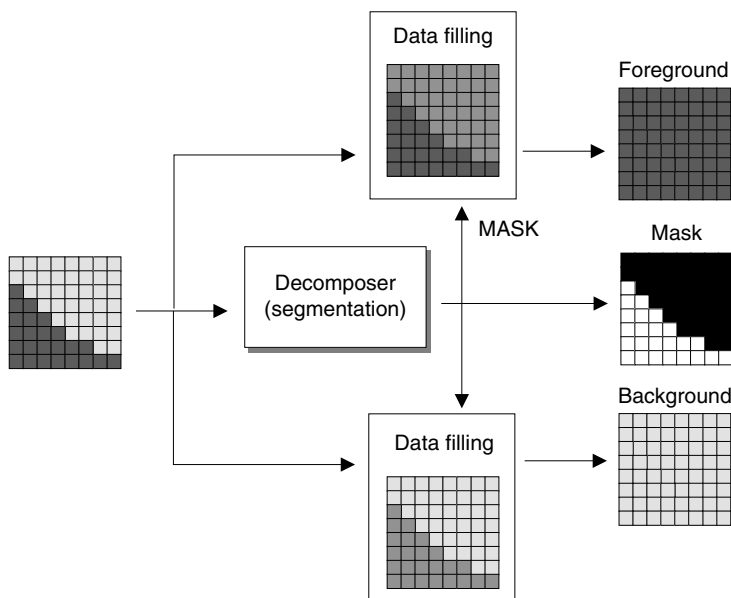 Data filling
Foreground
MASK
Mask
Decomposer
(segmentation)
Background
Data filling